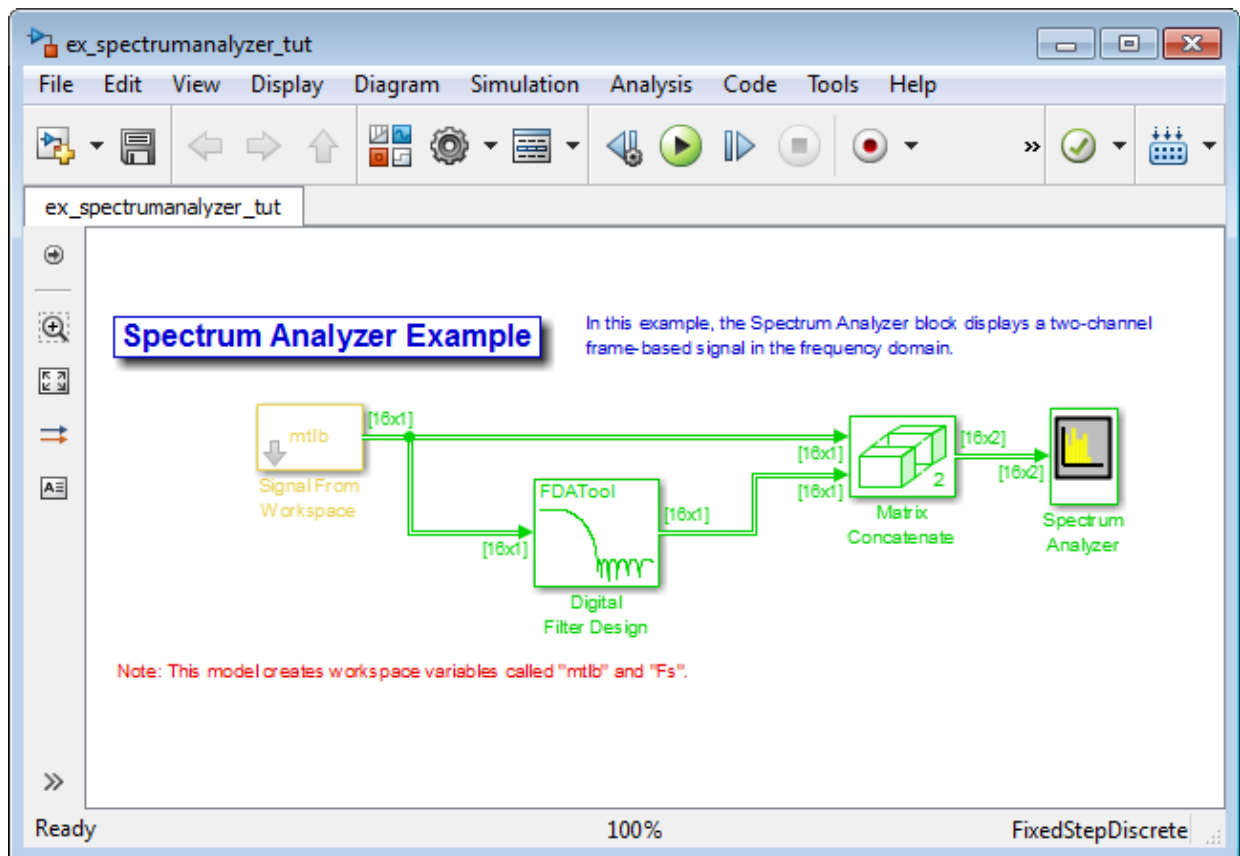 ex_spectrumanalyzer_tut
File Edit View Display Diagram Simulation Analysis Code Tools Help
ex_spectrumanalyzer_tut
Spectrum Analyzer Example
In this example, the Spectrum Analyzer block displays a two-channel
frame-based signal in the frequency domain.
mtlb
[16x1]
Signal From
Workspace
[16x1]
FDATool
[16x1]
Digital
Filter Design
[16x1]
[16x1]
2
[16x2]
Matrix
Concatenate
[16x2]
Spectrum
Analyzer
Note: This model creates workspace variables called "mtlb" and "Fs".
Ready 100% FixedStepDiscrete